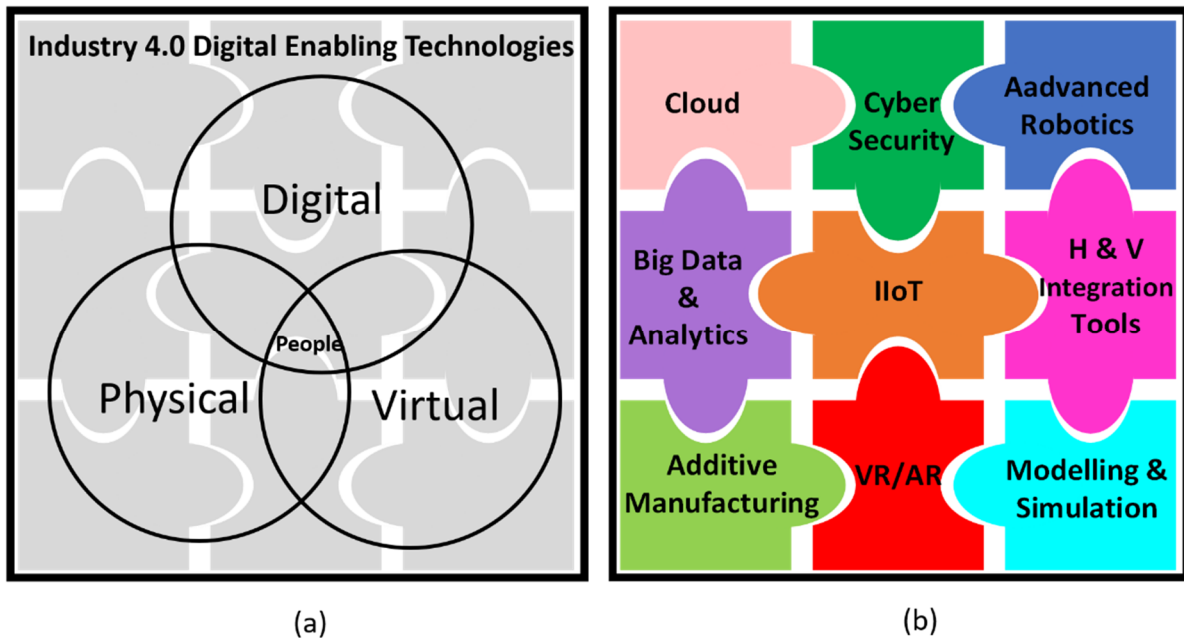 Industry 4.0 Digital Enabling Technologies
Digital
People
Physical
Virtual
(a)
Cloud
Cyber
Security
Aadvanced
Robotics
Big Data
&
Analytics
IIoT
H & V
Integration
Tools
Additive
Manufacturing
VR/AR
Modelling &
Simulation
(b)